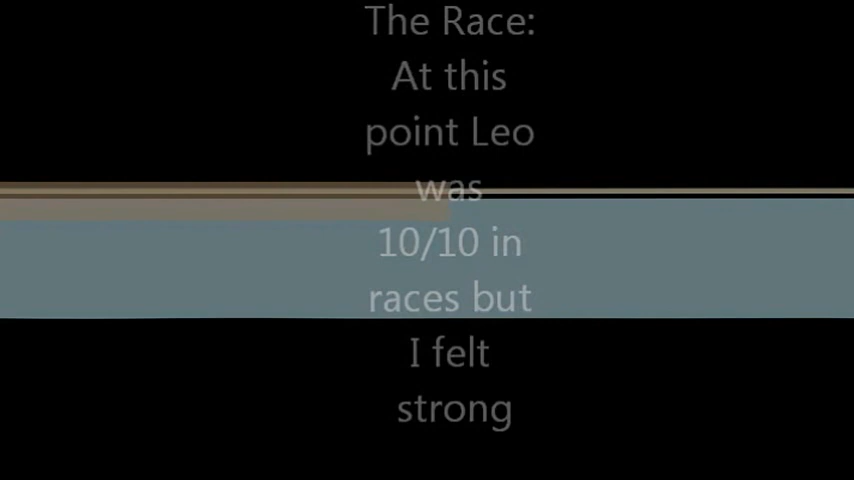 The Race:
At this
point Leo
was
10/10 in
races but
I felt
strong